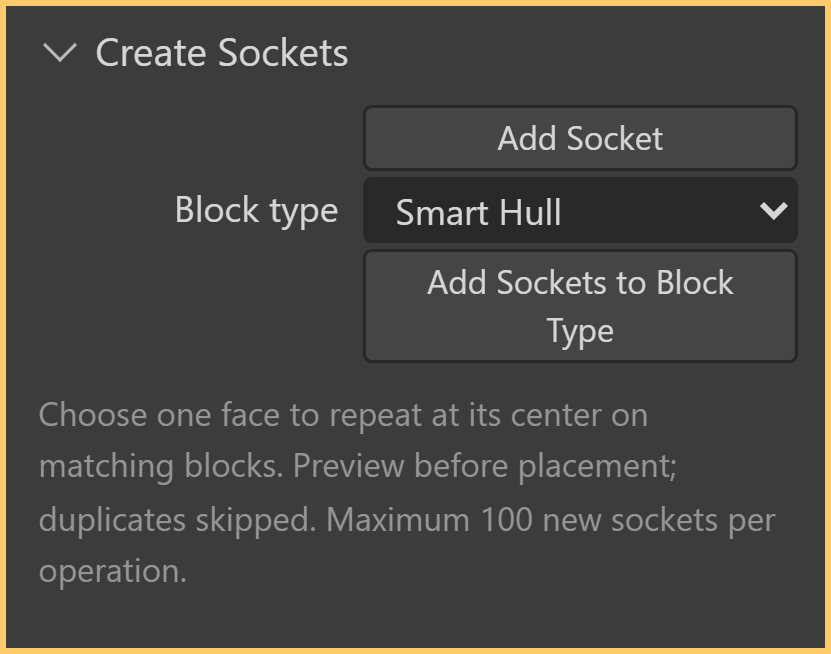 Create Sockets
Add Socket
Block type
Smart Hull
Add Sockets to Block
Type
Choose one face to repeat at its center on
matching blocks. Preview before placement;
duplicates skipped. Maximum 100 new sockets per
operation.